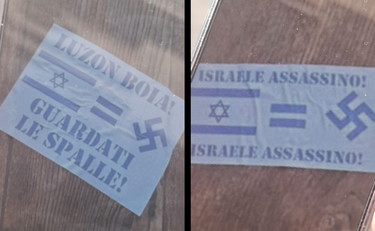 LUZON BOIA!
=
GUARDATI
LE SPALLE!
ISRAELE ASSASSINO!
=
ISRAELE ASSASSINO!